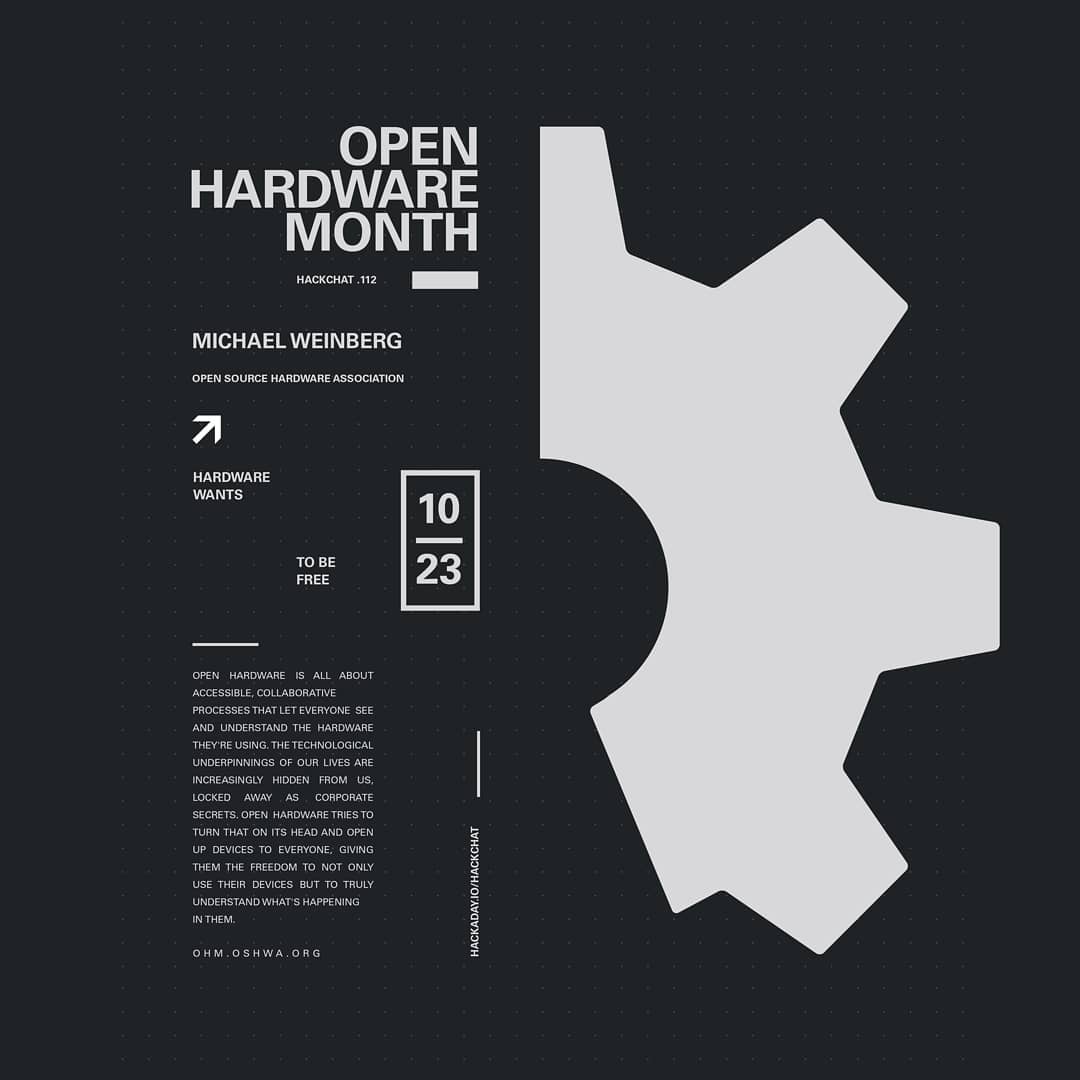 OPEN
HARDWARE
MONTH
HACKCHAT .112
MICHAEL WEINBERG
OPEN SOURCE HARDWARE ASSOCIATION
HARDWARE
WANTS
TO BE
FREE
10
23
OPEN HARDWARE IS ALL ABOUT
ACCESSIBLE, COLLABORATIVE
PROCESSES THAT LET EVERYONE SEE
AND UNDERSTAND THE HARDWARE
THEY'RE USING. THE TECHNOLOGICAL
UNDERPINNINGS OF OUR LIVES ARE
INCREASINGLY HIDDEN FROM US,
LOCKED AWAY AS CORPORATE
SECRETS. OPEN HARDWARE TRIES TO
TURN THAT ON ITS HEAD AND OPEN
UP DEVICES TO EVERYONE, GIVING
THEM THE FREEDOM TO NOT ONLY
USE THEIR DEVICES BUT TO TRULY
UNDERSTAND WHAT'S HAPPENING
IN THEM.
OHM.OSHWA.ORG
HACKADAY.IO/HACKCHAT